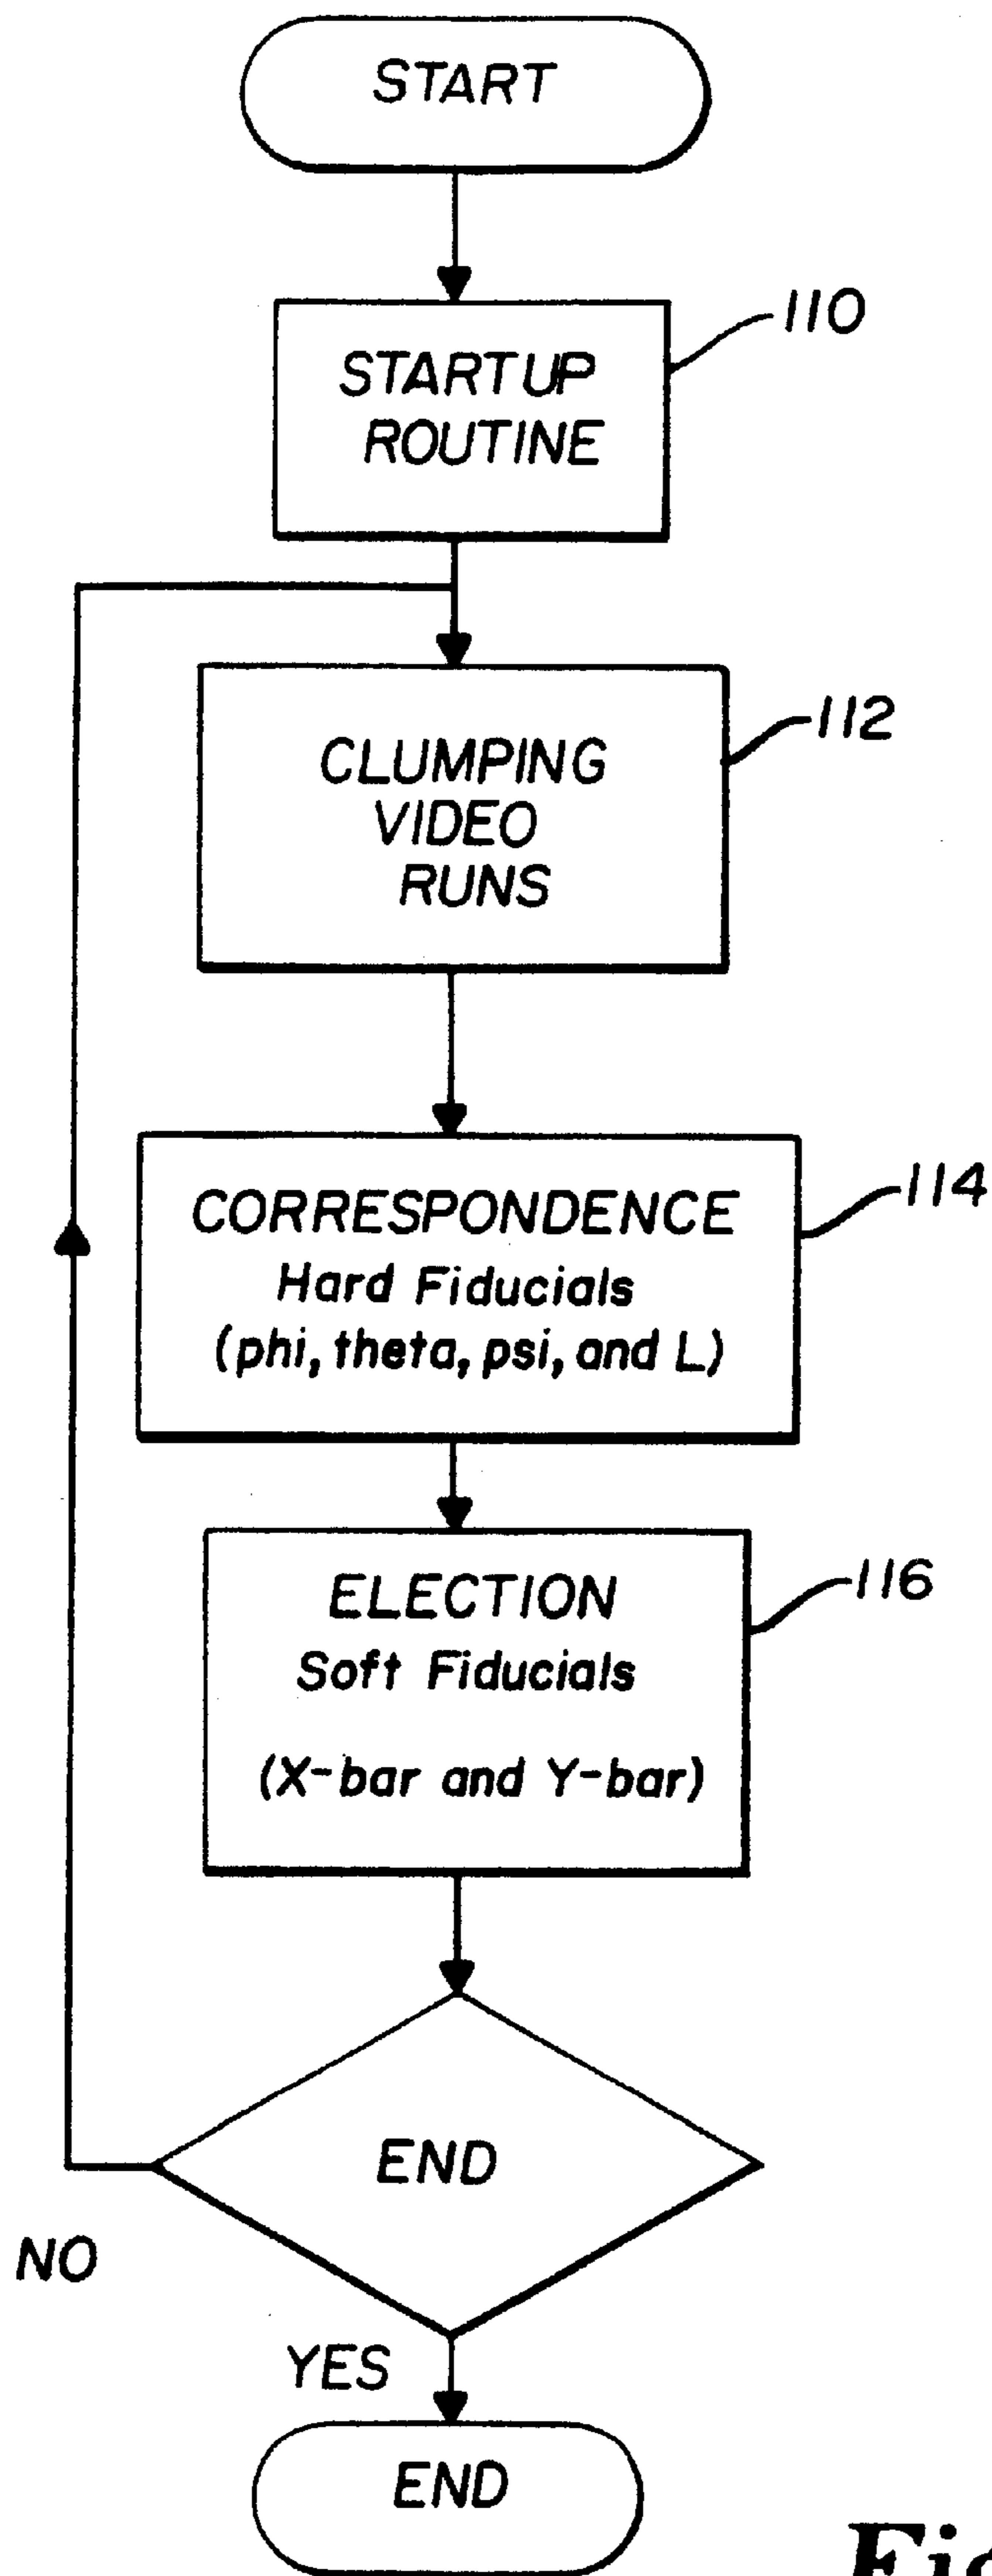 START
110
STARTUP
ROUTINE
112
CLUMPING
VIDEO
RUNS
114
CORRESPONDENCE
Hard Fiducials
(phi, theta, psi, and L)
116
ELECTION
Soft Fiducials
(X-bar and Y-bar)
END
NO
YES
END